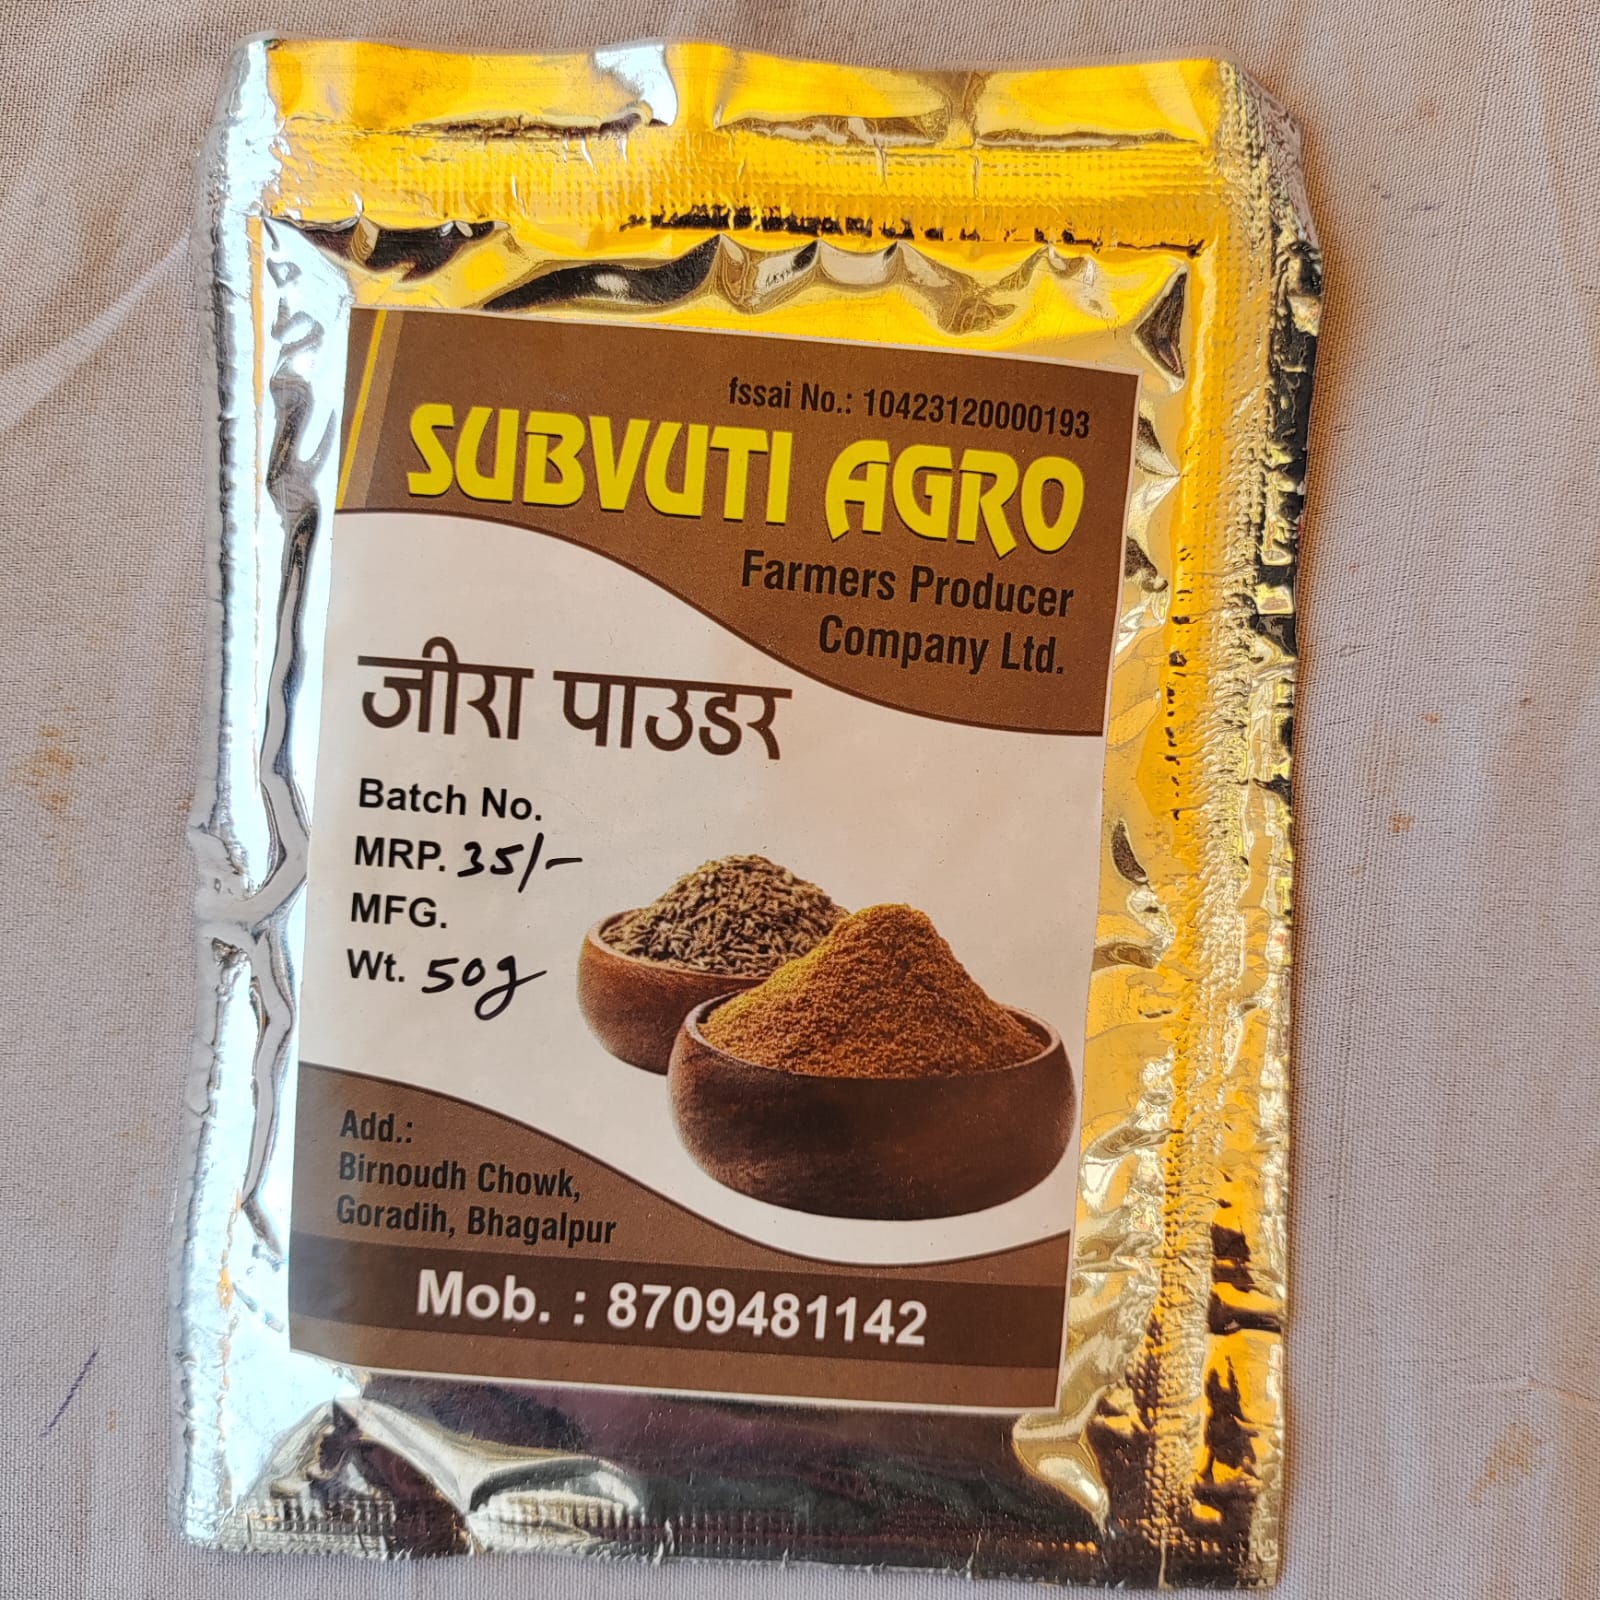 fssai No.: 10423120000193
SUBVUTI AGRO
Farmers Producer
Company Ltd.
जीरा पाउडर
Batch No.
MRP. 35/-
MFG.
Wt. 50g
Add.:
Birnoudh Chowk,
Goradih, Bhagalpur
Mob. : 8709481142